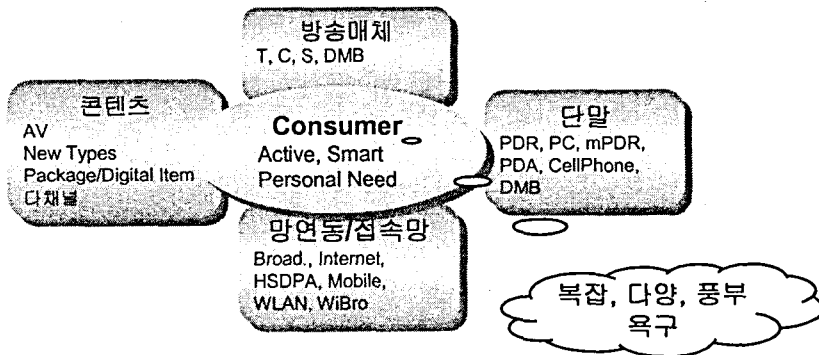 방송매체
T, C, S, DMB
콘텐츠
AV
New Types
Package/Digital Item
다채널
Consumer
Active, Smart
Personal Need
단말
PDR, PC, mPDR,
PDA, CellPhone,
DMB
망연동/접속망
Broad., Internet,
HSDPA, Mobile,
WLAN, WiBro
복잡, 다양, 풍부
욕구